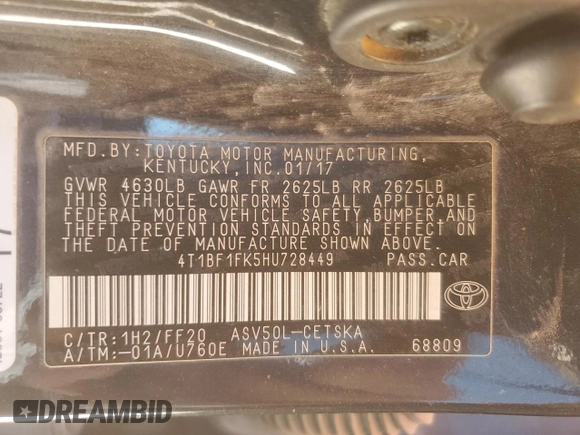 MFD.BY:TOYOTA MOTOR MANUFACTURING,
KENTUCKY,INC.01/17
GVWR 4630LB GAWR FR 2625LB RR 2625LB
THIS VEHICLE CONFORMS TO ALL APPLICABLE
FEDERAL MOTOR VEHICLE SAFETY,BUMPER,AND
THEFT PREVENTION STANDARDS IN EFFECT ON
THE DATE OF MANUFACTURE SHOWN ABOVE.
4T1BF1FK5HU728449 PASS.CAR
C/TR:1H2/FF20 ASV50L-CETSKA
A/TM:-01A/U760E MADE IN U.S.A. 68809
DREAMBID